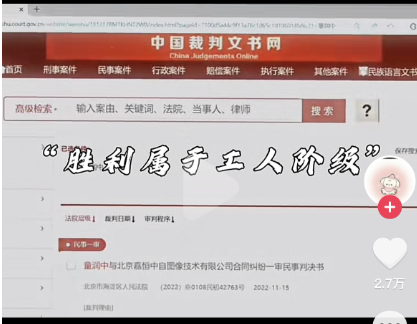 中国裁判文书网
China Judgements Online
首页 刑事案件 民事案件 行政案件 赔偿案件 执行案件 其他案件 民族语言文书
高级检索 输入案由、关键词、法院、当事人、律师 搜索 ?
“胜利属于工人阶级”
保存搜
法院层级 裁判日期 审判程序
民事一审
量润中与北京嘉恒中自图像技术有限公司合同纠纷一审民事判决书
2.7万
北京市海淀区人民法院 (2022)京0108民初42763号 2022-11-15
[裁判理由]